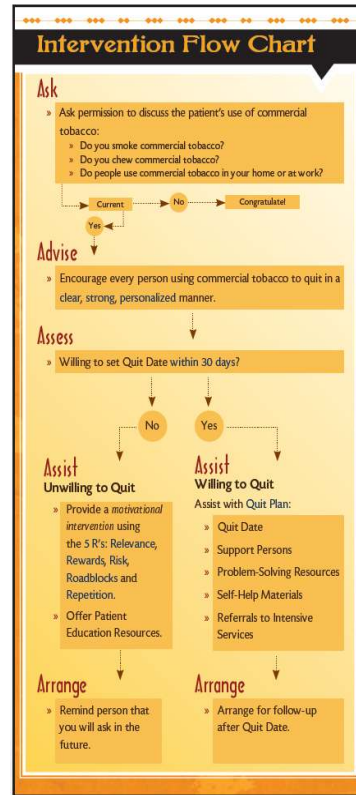 Intervention Flow Chart
Ask
» Ask permission to discuss the patient's use of commercial
tobacco:
» Do you smoke commercial tobacco?
» Do you chew commercial tobacco?
» Do people use commercial tobacco in your home or at work?
Current
No
Congratulate!
Yes
Advise
» Encourage every person using commercial tobacco to quit in a
clear, strong, personalized manner.
Assess
» Willing to set Quit Date within 30 days?
No
Yes
Assist
Unwilling to Quit
» Provide a motivational
intervention using
the 5 R's: Relevance,
Rewards, Risk,
Roadblocks and
Repetition.
» Offer Patient
Education Resources.
Arrange
» Remind person that
you will ask in the
future.
Assist
Willing to Quit
Assist with Quit Plan:
» Quit Date
» Support Persons
» Problem-Solving Resources
» Self-Help Materials
» Referrals to Intensive
Services
Arrange
» Arrange for follow-up
after Quit Date.